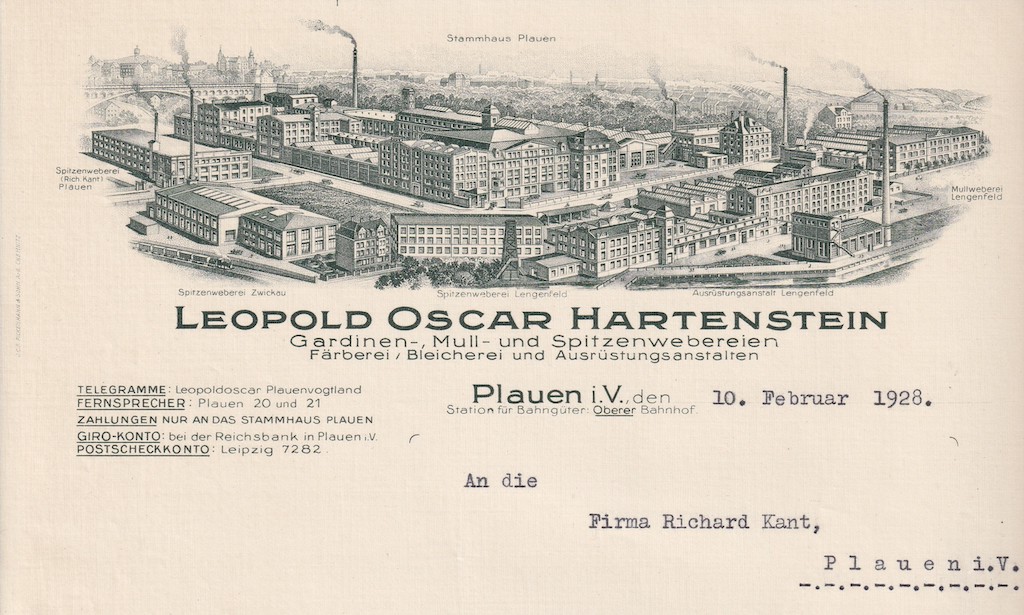 Stammhaus Plauen
Spitzenweberei
(Rich. Kant)
Plauen
Mullweberei
Lengenfeld
Spitzenweberei Zwickau
Spitzenweberei Lengenfeld
Ausrüstungsanstalt Lengenfeld
LEOPOLD OSCAR HARTENSTEIN
Gardinen-, Mull- und Spitzenwebereien
Färberei / Bleicherei und Ausrüstungsanstalten
TELEGRAMME: Leopoldoscar Plauenvogtland
FERNSPRECHER: Plauen 20 und 21
ZAHLUNGEN NUR AN DAS STAMMHAUS PLAUEN
GIRO-KONTO: bei der Reichsbank in Plauen i.V.
POSTSCHECKKONTO: Leipzig 7282.
Plauen i.V., den 10. Februar 1928.
Station für Bahngüter: Oberer Bahnhof.
An die
Firma Richard Kant,
P l a u e n i.V.
-.-.-.-.-.-.-.-.-.-.